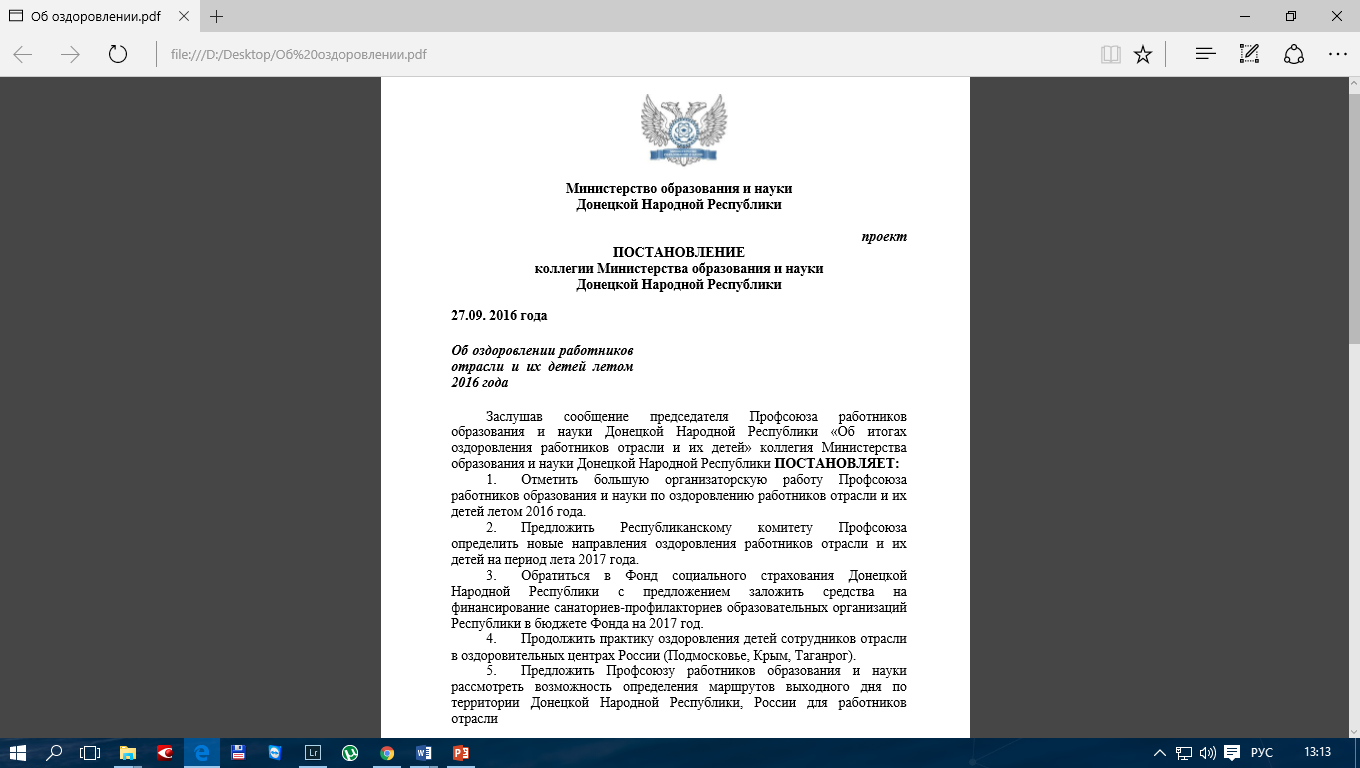 Об оздоровлении.pdf
file:///D:/Desktop/Об%20оздоровлении.pdf
Министерство образования и науки
Донецкой Народной Республики
проект
ПОСТАНОВЛЕНИЕ
коллегии Министерства образования и науки
Донецкой Народной Республики
27.09. 2016 года
Об оздоровлении работников
отрасли и их детей летом
2016 года
Заслушав сообщение председателя Профсоюза работников
образования и науки Донецкой Народной Республики «Об итогах
оздоровления работников отрасли и их детей» коллегия Министерства
образования и науки Донецкой Народной Республики ПОСТАНОВЛЯЕТ:
1. Отметить большую организаторскую работу Профсоюза
работников образования и науки по оздоровлению работников отрасли и их
детей летом 2016 года.
2. Предложить Республиканскому комитету Профсоюза
определить новые направления оздоровления работников отрасли и их
детей на период лета 2017 года.
3. Обратиться в Фонд социального страхования Донецкой
Народной Республики с предложением заложить средства на
финансирование санаториев-профилакториев образовательных организаций
Республики в бюджете Фонда на 2017 год.
4. Продолжить практику оздоровления детей сотрудников отрасли
в оздоровительных центрах России (Подмосковье, Крым, Таганрог).
5. Предложить Профсоюзу работников образования и науки
рассмотреть возможность определения маршрутов выходного дня по
территории Донецкой Народной Республики, России для работников
отрасли
Lr
РУС
13:13